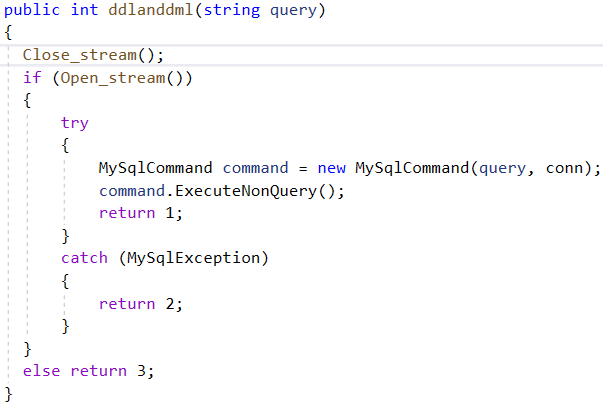 public int ddlanddml(string query)
{
Close_stream();
if (Open_stream())
{
try
{
MySqlCommand command = new MySqlCommand(query, conn);
command.ExecuteNonQuery();
return 1;
}
catch (MySqlException)
{
return 2;
}
}
else return 3;
}